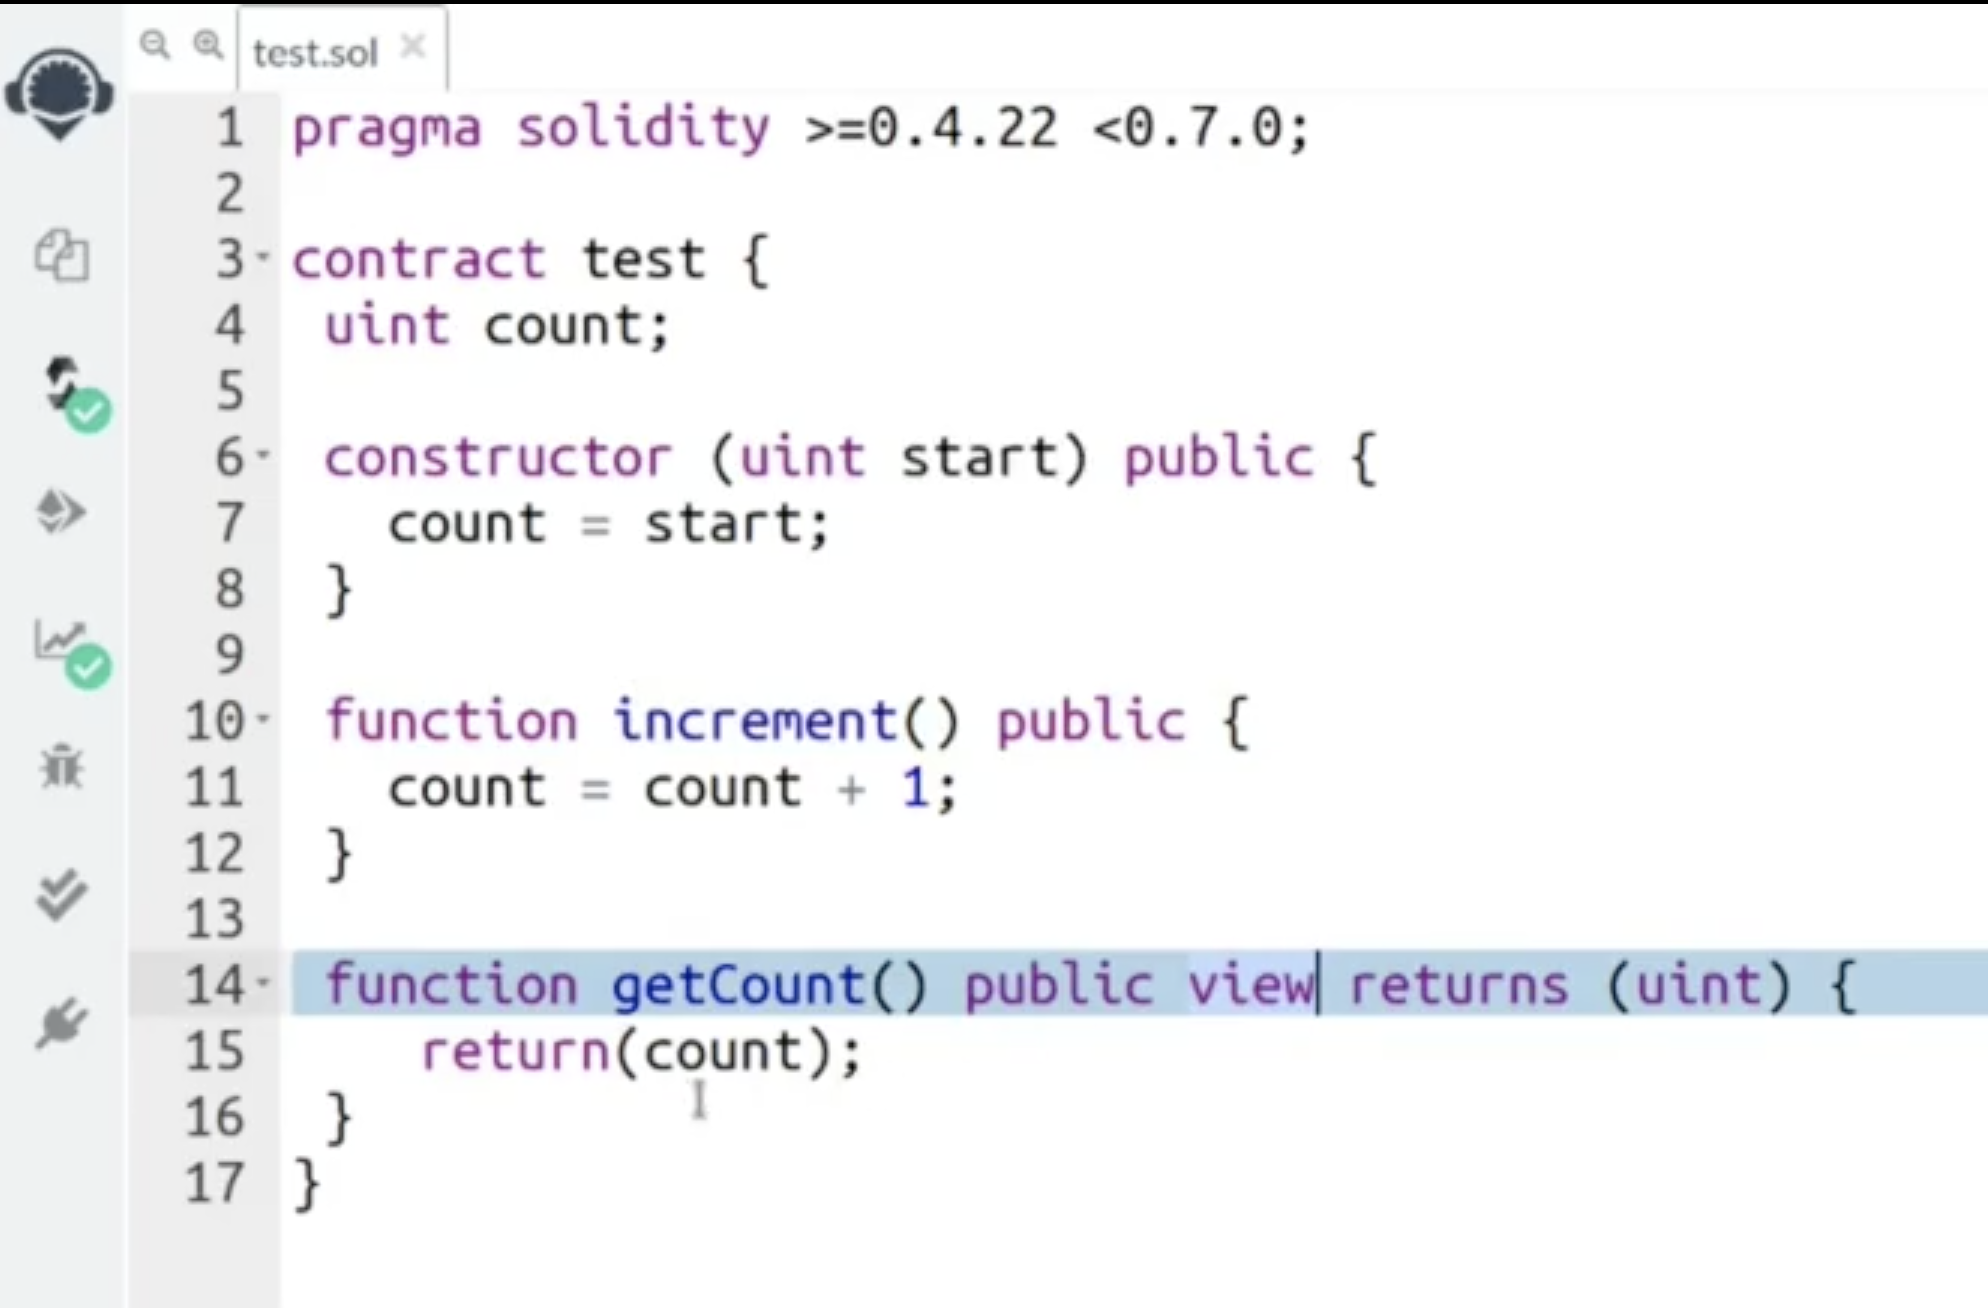 test.sol
1 pragma solidity >=0.4.22 <0.7.0;
2
3 contract test {
4 uint count;
5
6 constructor (uint start) public {
7 count = start;
8 }
9
10 function increment() public {
11 count = count + 1;
12 }
13
14 function getCount() public view returns (uint) {
15 return(count);
16 }
17 }